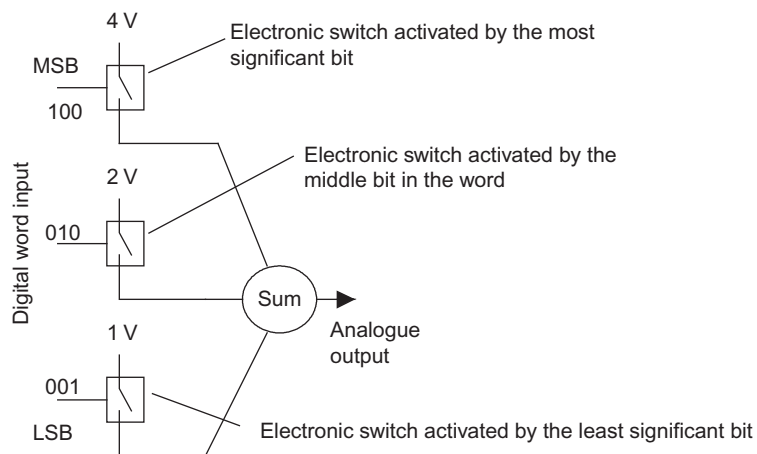 4 V
Electronic switch activated by the most
significant bit
MSB
100
Electronic switch activated by the
middle bit in the word
2 V
010
Digital word input
Sum
Analogue
output
1 V
001
LSB
Electronic switch activated by the least significant bit